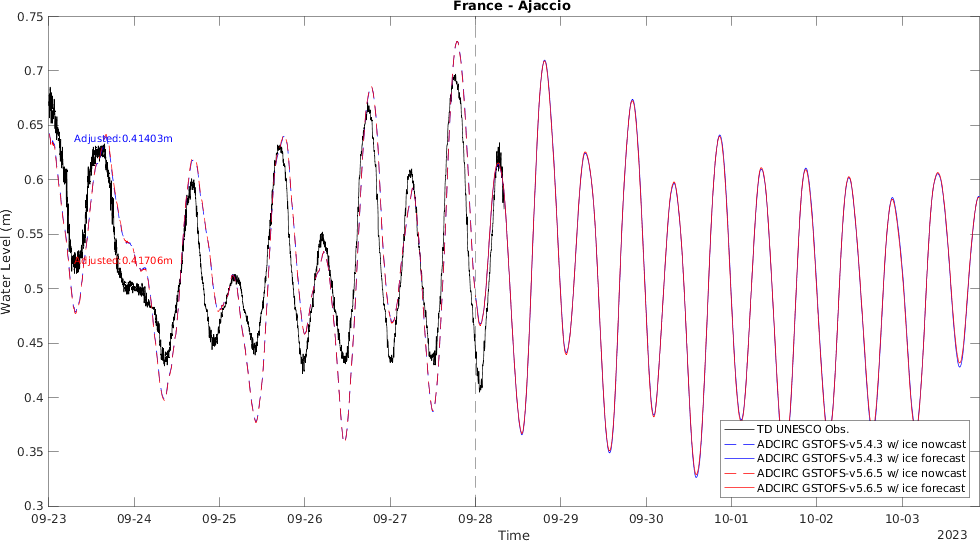 France - Ajaccio
0.75
0.7
0.65
0.6
0.55
0.5
0.45
0.4
0.35
0.3
Water Level (m)
Adjusted:0.41403m
Adjusted:0.41706m
TD UNESCO Obs.
ADCIRC GSTOFS-v5.4.3 w/ ice nowcast
ADCIRC GSTOFS-v5.4.3 w/ ice forecast
ADCIRC GSTOFS-v5.6.5 w/ ice nowcast
ADCIRC GSTOFS-v5.6.5 w/ ice forecast
09-23 09-24 09-25 09-26 09-27 09-28 09-29 09-30 10-01 10-02 10-03
Time
2023